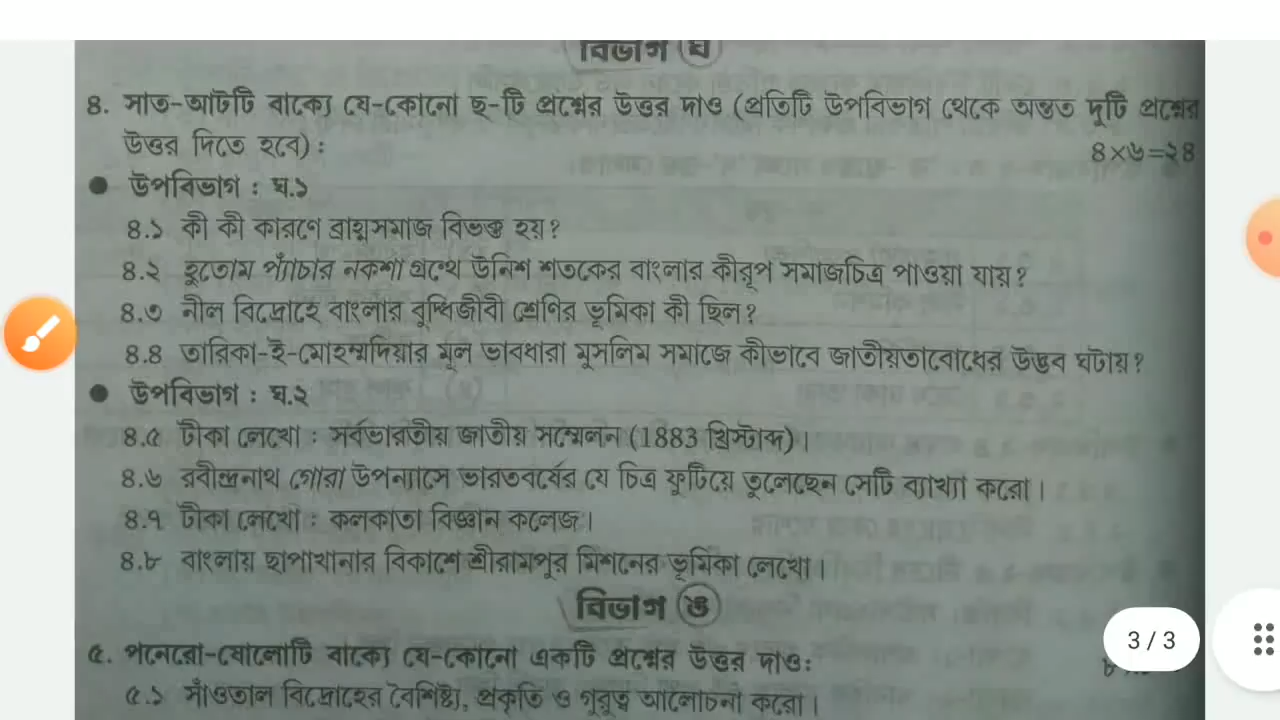 বিভাগ ঘ
৪. সাত-আটটি বাক্যে যে-কোনো ছ-টি প্রশ্নের উত্তর দাও (প্রতিটি উপবিভাগ থেকে অন্তত দুটি প্রশ্নের
উত্তর দিতে হবে) : ৪×৬=২৪
● উপবিভাগ : ঘ.১
৪.১ কী কী কারণে ব্রাহ্মসমাজ বিভক্ত হয়?
৪.২ হুতোম প্যাঁচার নকশা গ্রন্থে উনিশ শতকের বাংলার কীরূপ সমাজচিত্র পাওয়া যায়?
৪.৩ নীল বিদ্রোহে বাংলার বুদ্ধিজীবী শ্রেণির ভূমিকা কী ছিল?
৪.৪ তারিকা-ই-মোহম্মদিয়ার মূল ভাবধারা মুসলিম সমাজে কীভাবে জাতীয়তাবোধের উদ্ভব ঘটায়?
● উপবিভাগ : ঘ.২
৪.৫ টীকা লেখো : সর্বভারতীয় জাতীয় সম্মেলন (1883 খ্রিস্টাব্দ)।
৪.৬ রবীন্দ্রনাথ গোরা উপন্যাসে ভারতবর্ষের যে চিত্র ফুটিয়ে তুলেছেন সেটি ব্যাখ্যা করো।
৪.৭ টীকা লেখো : কলকাতা বিজ্ঞান কলেজ।
৪.৮ বাংলায় ছাপাখানার বিকাশে শ্রীরামপুর মিশনের ভূমিকা লেখো।
বিভাগ ঙ
3 / 3
৫. পনেরো-ষোলোটি বাক্যে যে-কোনো একটি প্রশ্নের উত্তর দাও:
৫.১ সাঁওতাল বিদ্রোহের বৈশিষ্ট্য, প্রকৃতি ও গুরুত্ব আলোচনা করো।